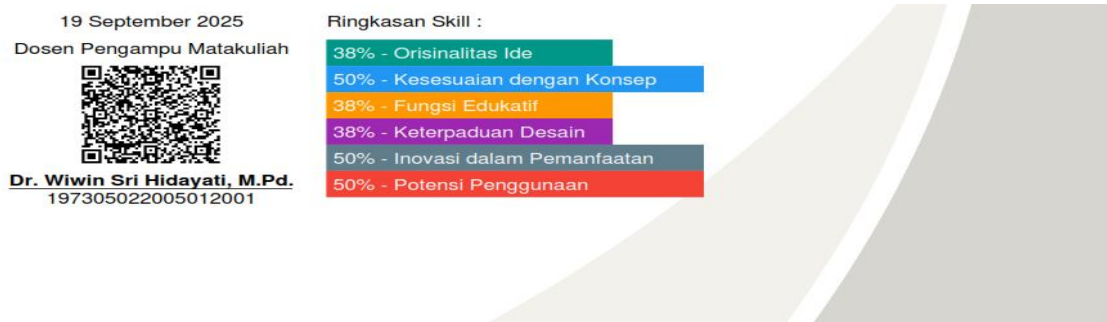 19 September 2025
Dosen Pengampu Matakuliah
Dr. Wiwin Sri Hidayati, M.Pd.
197305022005012001
Ringkasan Skill :
38% - Orisinalitas Ide
50% - Kesesuaian dengan Konsep
38% - Fungsi Edukatif
38% - Keterpaduan Desain
50% - Inovasi dalam Pemanfaatan
50% - Potensi Penggunaan